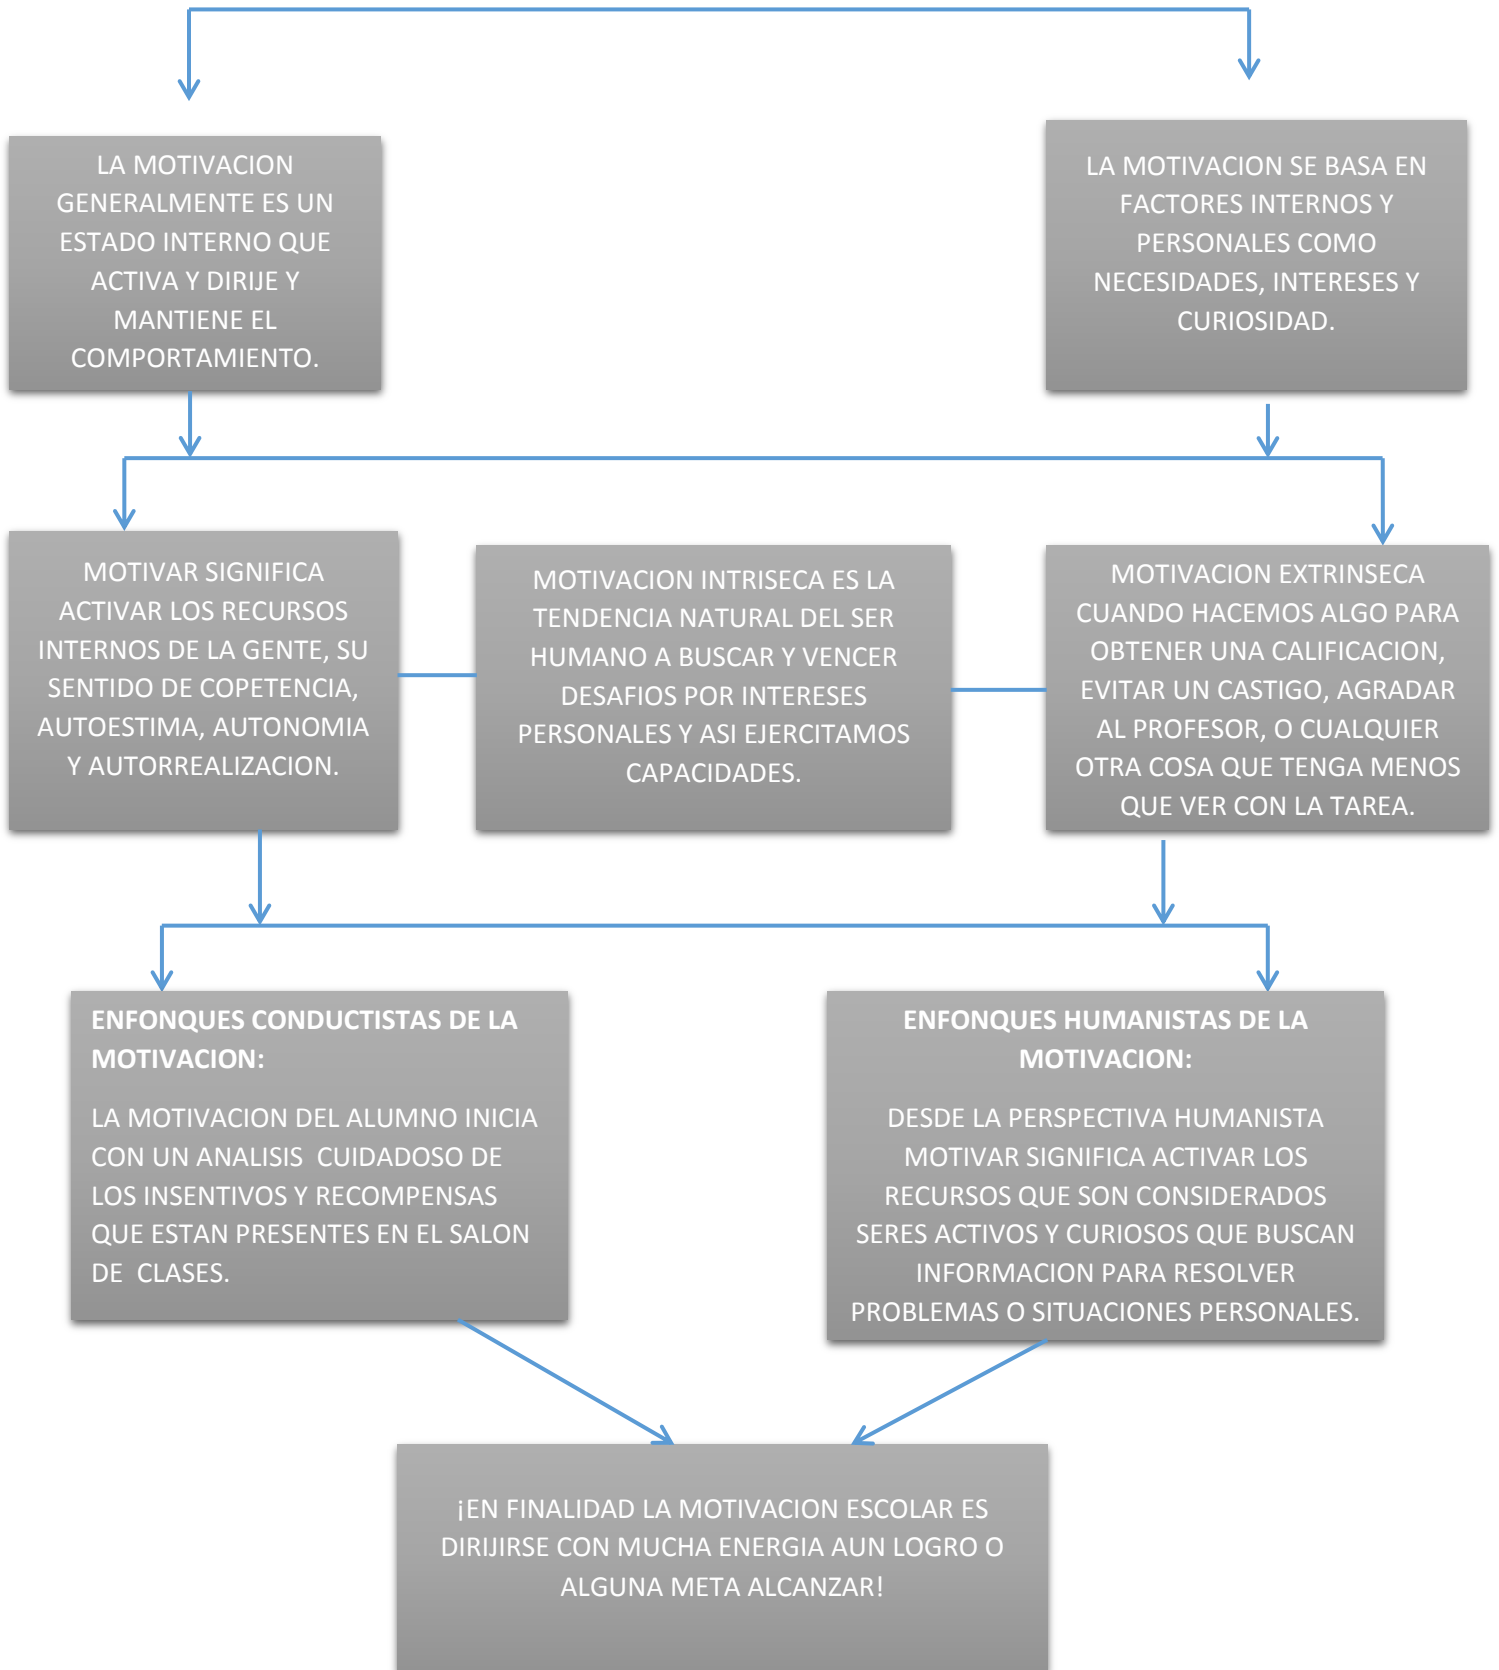 LA MOTIVACION
GENERALMENTE ES UN
ESTADO INTERNO QUE
ACTIVA Y DIRIJE Y
MANTIENE EL
COMPORTAMIENTO.
LA MOTIVACION SE BASA EN
FACTORES INTERNOS Y
PERSONALES COMO
NECESIDADES, INTERESES Y
CURIOSIDAD.
MOTIVAR SIGNIFICA
ACTIVAR LOS RECURSOS
INTERNOS DE LA GENTE, SU
SENTIDO DE COPETENCIA,
AUTOESTIMA, AUTONOMIA
Y AUTORREALIZACION.
MOTIVACION INTRISECA ES LA
TENDENCIA NATURAL DEL SER
HUMANO A BUSCAR Y VENCER
DESAFIOS POR INTERESES
PERSONALES Y ASI EJERCITAMOS
CAPACIDADES.
MOTIVACION EXTRINSECA
CUANDO HACEMOS ALGO PARA
OBTENER UNA CALIFICACION,
EVITAR UN CASTIGO, AGRADAR
AL PROFESOR, O CUALQUIER
OTRA COSA QUE TENGA MENOS
QUE VER CON LA TAREA.
ENFONQUES CONDUCTISTAS DE LA
MOTIVACION:
LA MOTIVACION DEL ALUMNO INICIA
CON UN ANALISIS  CUIDADOSO DE
LOS INSENTIVOS Y RECOMPENSAS
QUE ESTAN PRESENTES EN EL SALON
DE  CLASES.
ENFONQUES HUMANISTAS DE LA
MOTIVACION:
DESDE LA PERSPECTIVA HUMANISTA
MOTIVAR SIGNIFICA ACTIVAR LOS
RECURSOS QUE SON CONSIDERADOS
SERES ACTIVOS Y CURIOSOS QUE BUSCAN
INFORMACION PARA RESOLVER
PROBLEMAS O SITUACIONES PERSONALES.
¡EN FINALIDAD LA MOTIVACION ESCOLAR ES
DIRIJIRSE CON MUCHA ENERGIA AUN LOGRO O
ALGUNA META ALCANZAR!